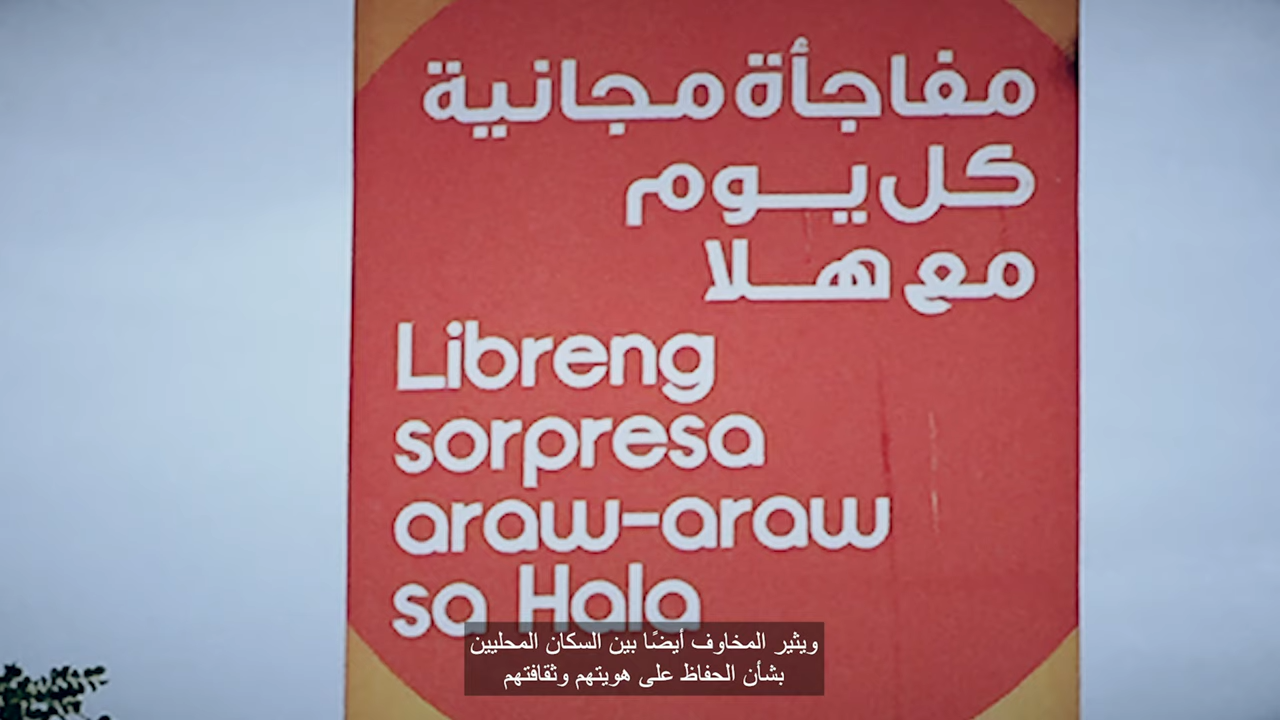 مفاجأة مجانية
كل يوم
مع هلا
Libreng
sorpresa
araw-araw
sa Hala
ويثير المخاوف أيضًا بين السكان المحليين
بشأن الحفاظ على هويتهم وثقافتهم